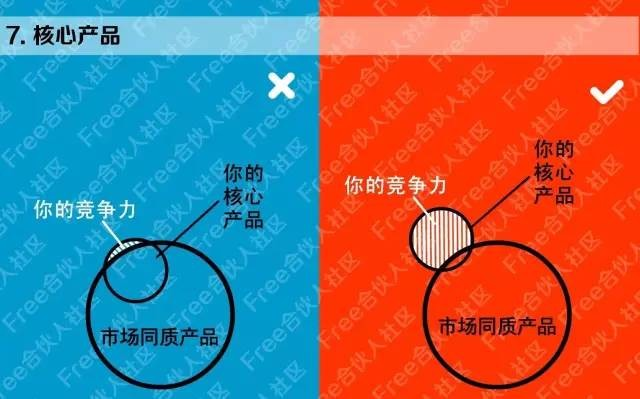 7. 核心产品
你的
核心
产品
你的竞争力
市场同质产品
你的
核心
产品
你的竞争力
市场同质产品
Free合伙人社区